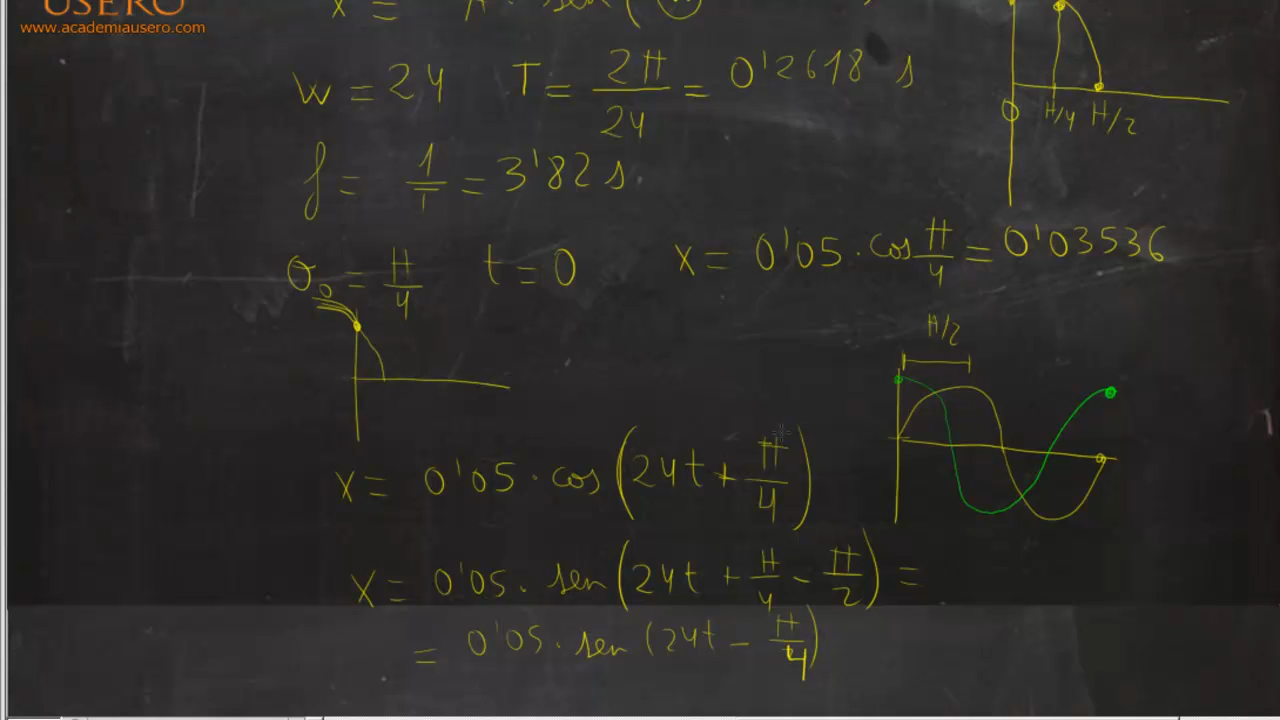 USERO
www.academiausero.com
x = A · sen(
w = 24 T = 2π/24 = 0'2618 s
π/4 π/2
f = 1/T = 3'82 s
x = 0'05 · cos π/4 = 0'03536
θ₀ = π/4 t = 0
π/2
x = 0'05 · cos (24t + π/4)
x = 0'05 · sen (24t + π/4 - π/2) =
= 0'05 · sen (24t - π/4)